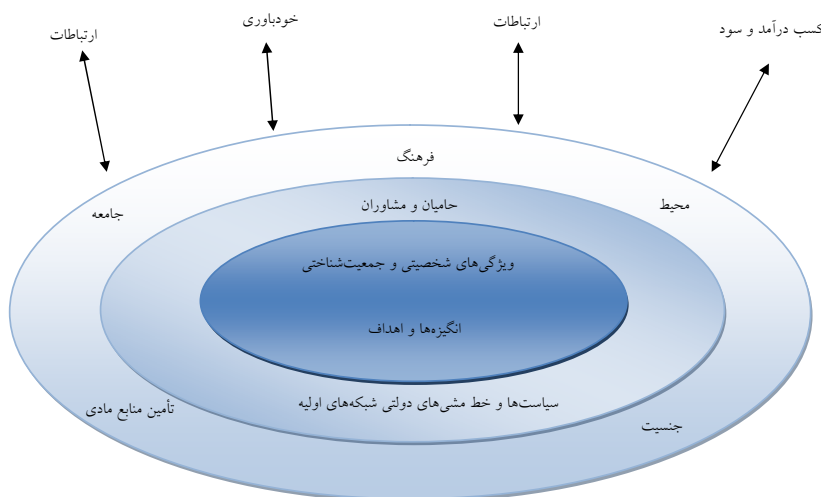 کسب درآمد و سود
ارتباطات
خودباوری
ارتباطات
فرهنگ
محیط
حامیان و مشاوران
جامعه
ویژگی‌های شخصیتی و جمعیت‌شناختی
انگیزه‌ها و اهداف
سیاست‌ها و خط مشی‌های دولتی شبکه‌های اولیه
تأمین منابع مادی
جنسیت